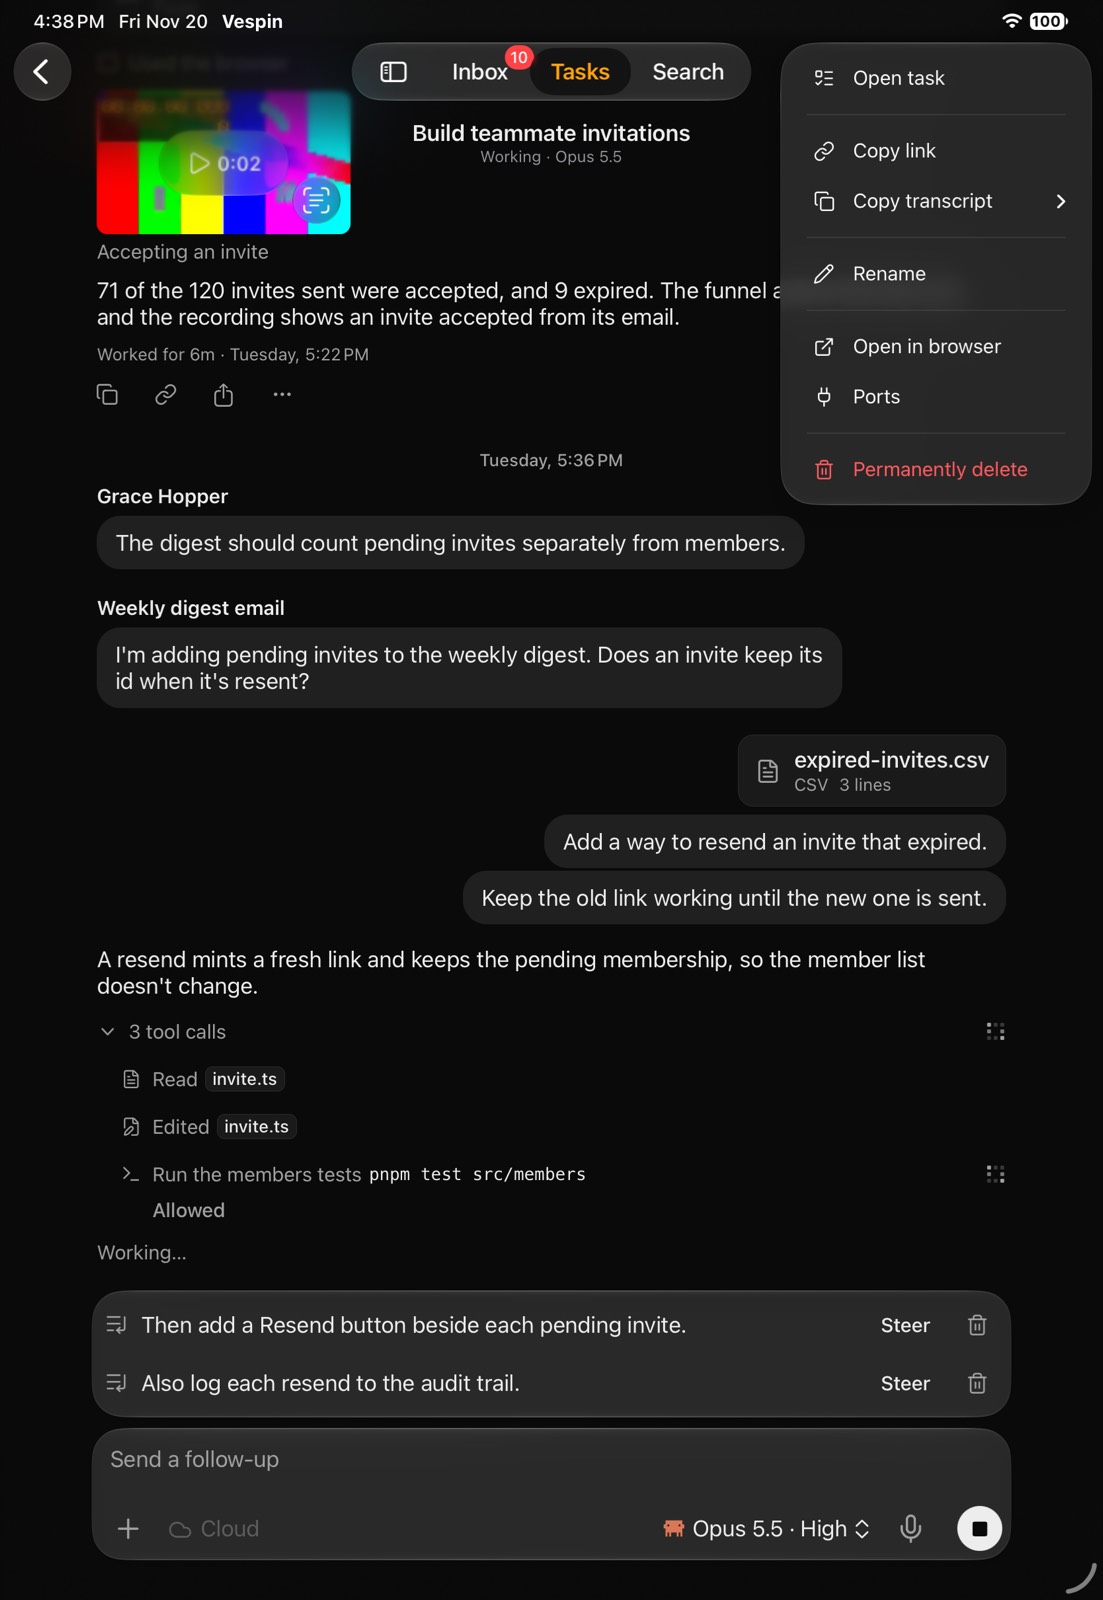 4:38 PM Fri Nov 20 Vespin
100
Inbox
10
Tasks
Search
Build teammate invitations
Working · Opus 5.5
0:02
Accepting an invite
71 of the 120 invites sent were accepted, and 9 expired. The funnel
and the recording shows an invite accepted from its email.
Worked for 6m · Tuesday, 5:22 PM
Open task
Copy link
Copy transcript
Rename
Open in browser
Ports
Permanently delete
Tuesday, 5:36 PM
Grace Hopper
The digest should count pending invites separately from members.
Weekly digest email
I'm adding pending invites to the weekly digest. Does an invite keep its
id when it's resent?
expired-invites.csv
CSV 3 lines
Add a way to resend an invite that expired.
Keep the old link working until the new one is sent.
A resend mints a fresh link and keeps the pending membership, so the member list
doesn't change.
3 tool calls
Read invite.ts
Edited invite.ts
Run the members tests pnpm test src/members
Allowed
Working...
Then add a Resend button beside each pending invite. Steer
Also log each resend to the audit trail. Steer
Send a follow-up
Cloud
Opus 5.5 · High